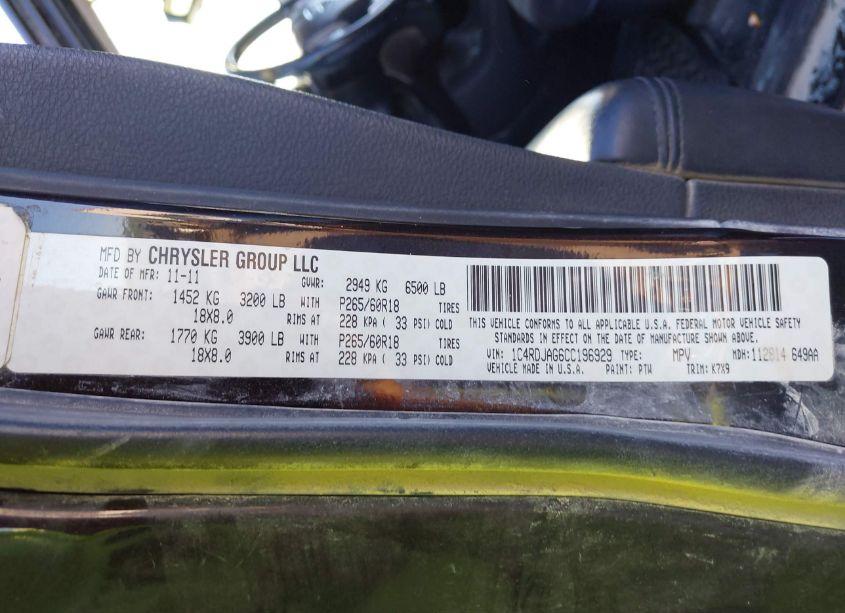 MFD BY CHRYSLER GROUP LLC
DATE OF MFR: 11-11 GVWR: 2949 KG 6500 LB
GAWR FRONT: 1452 KG 3200 LB WITH P265/60R18 TIRES
18X8.0 RIMS AT 228 KPA ( 33 PSI) COLD
GAWR REAR: 1770 KG 3900 LB WITH P265/60R18 TIRES
18X8.0 RIMS AT 228 KPA ( 33 PSI) COLD
THIS VEHICLE CONFORMS TO ALL APPLICABLE U.S.A. FEDERAL MOTOR VEHICLE SAFETY
STANDARDS IN EFFECT ON THE DATE OF MANUFACTURE SHOWN ABOVE.
VIN: 1C4RDJAG6CC196929 TYPE: MPV MDH: 112814 649AA
VEHICLE MADE IN U.S.A. PAINT: PTW TRIM: K7X9